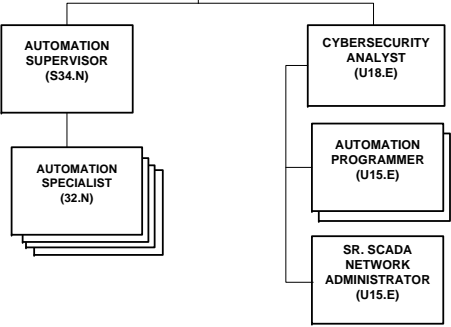 AUTOMATION
SUPERVISOR
(S34.N)
AUTOMATION
SPECIALIST
(32.N)
CYBERSECURITY
ANALYST
(U18.E)
AUTOMATION
PROGRAMMER
(U15.E)
SR. SCADA
NETWORK
ADMINISTRATOR
(U15.E)